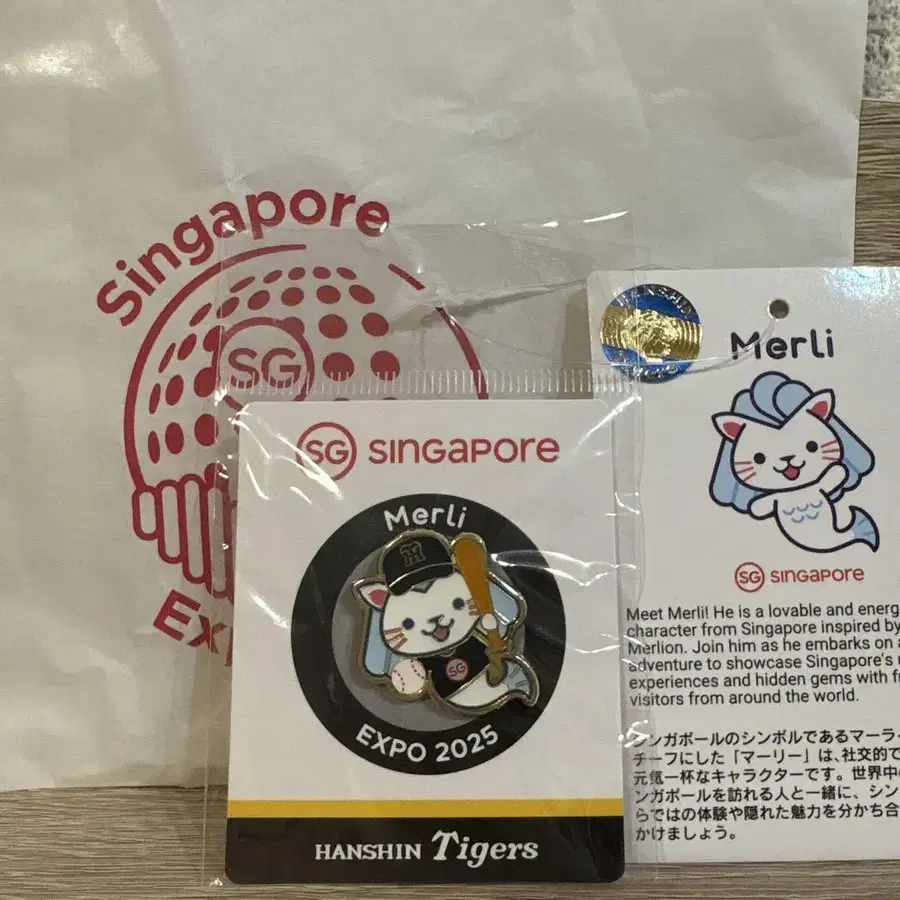 Singapore
SG
SG SINGAPORE
Merli
EXPO 2025
HANSHIN Tigers
SG
HANSHIN
Merli
SG SINGAPORE
Meet Merli! He is a lovable and
character from Singapore inspired by
Merlion. Join him as he embarks on
adventure to showcase Singapore's
experiences and hidden gems with
visitors from around the world.
シンガポールのシンボルであるマーラ
チーフにした「マーリー」は、社交的で
元気一杯なキャラクターです。世界中
ンガポールを訪れる人と一緒に、シン
らではの体験や隠れた魅力を分かち合
かけましょう。